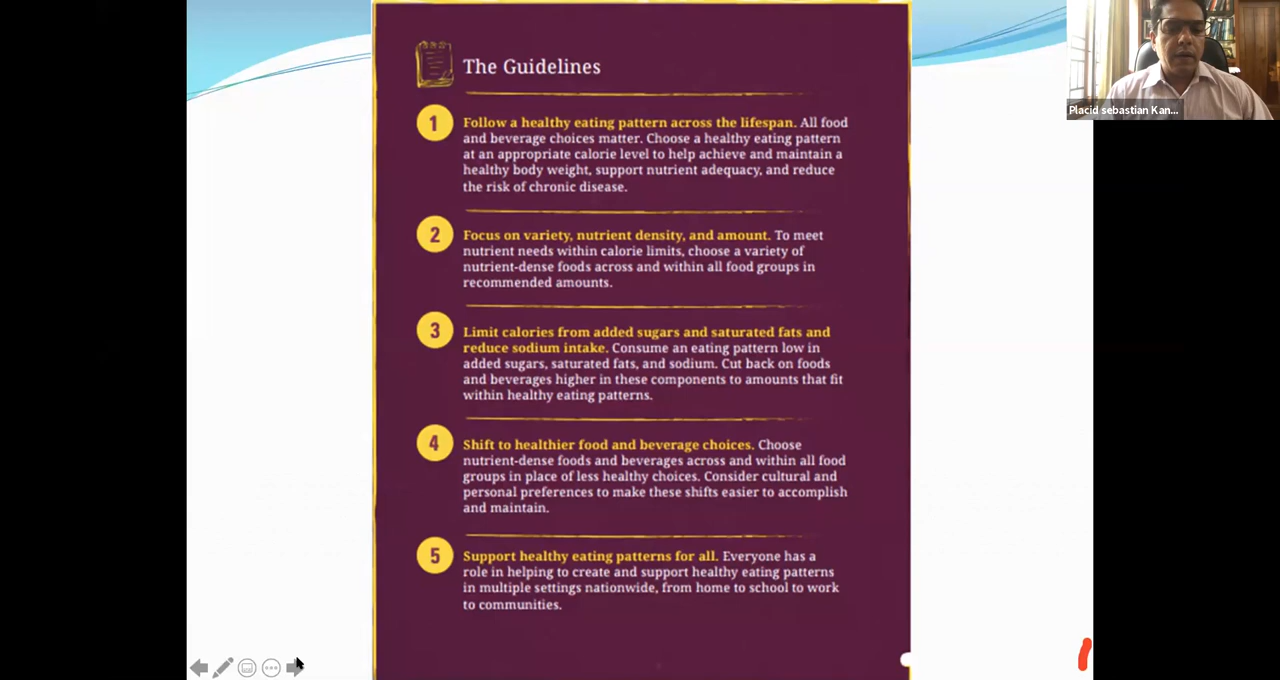 The Guidelines
1
Follow a healthy eating pattern across the lifespan. All food
and beverage choices matter. Choose a healthy eating pattern
at an appropriate calorie level to help achieve and maintain a
healthy body weight, support nutrient adequacy, and reduce
the risk of chronic disease.
2
Focus on variety, nutrient density, and amount. To meet
nutrient needs within calorie limits, choose a variety of
nutrient-dense foods across and within all food groups in
recommended amounts.
3
Limit calories from added sugars and saturated fats and
reduce sodium intake. Consume an eating pattern low in
added sugars, saturated fats, and sodium. Cut back on foods
and beverages higher in these components to amounts that fit
within healthy eating patterns.
4
Shift to healthier food and beverage choices. Choose
nutrient-dense foods and beverages across and within all food
groups in place of less healthy choices. Consider cultural and
personal preferences to make these shifts easier to accomplish
and maintain.
5
Support healthy eating patterns for all. Everyone has a
role in helping to create and support healthy eating patterns
in multiple settings nationwide, from home to school to work
to communities.
Placid sebastian Kan...